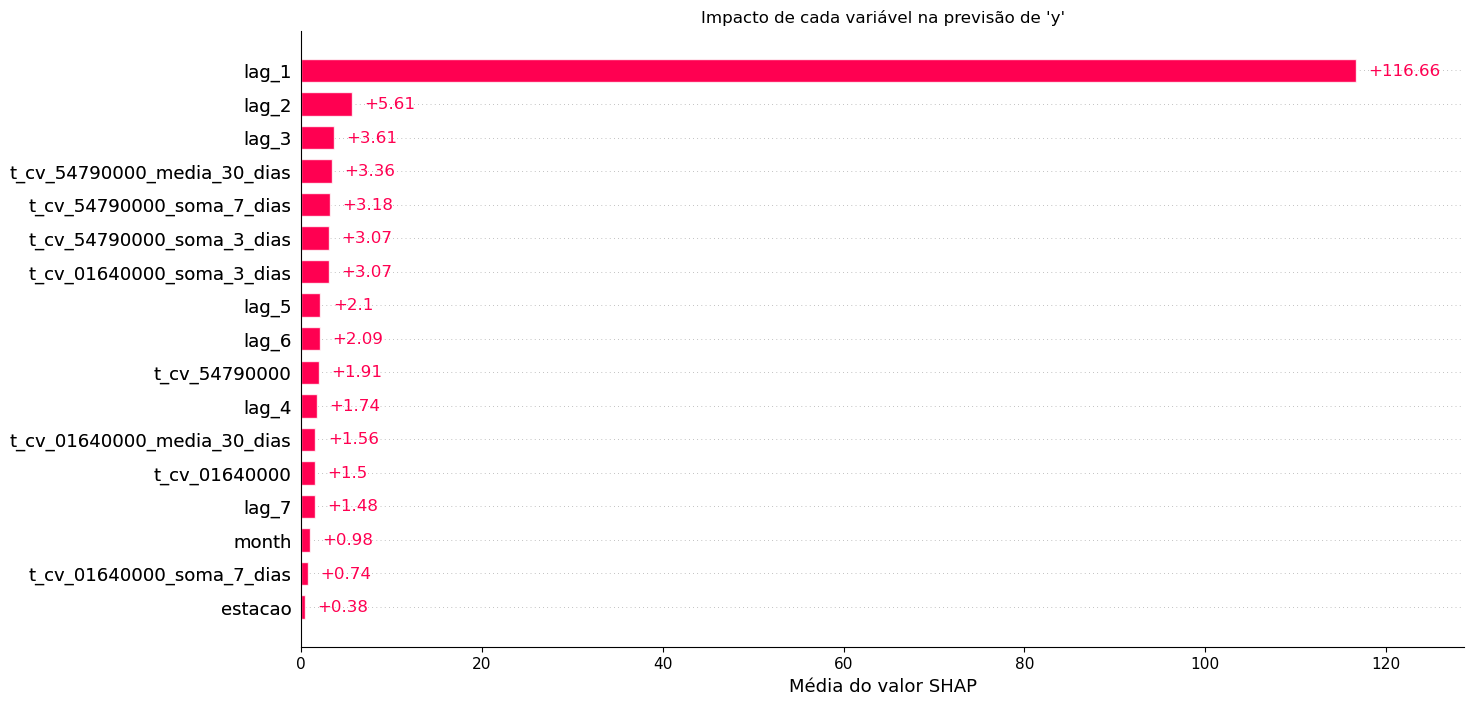 Impacto de cada variável na previsão de 'y'
lag_1 +116.66
lag_2 +5.61
lag_3 +3.61
t_cv_54790000_media_30_dias +3.36
t_cv_54790000_soma_7_dias +3.18
t_cv_54790000_soma_3_dias +3.07
t_cv_01640000_soma_3_dias +3.07
lag_5 +2.1
lag_6 +2.09
t_cv_54790000 +1.91
lag_4 +1.74
t_cv_01640000_media_30_dias +1.56
t_cv_01640000 +1.5
lag_7 +1.48
month +0.98
t_cv_01640000_soma_7_dias +0.74
estacao +0.38
0 20 40 60 80 100 120
Média do valor SHAP